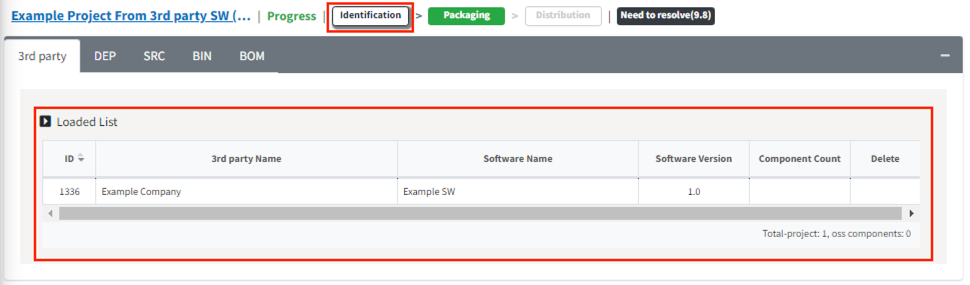 Example Project From 3rd party SW (... | Progress | Identification > Packaging > Distribution | Need to resolve(9.8)
3rd party DEP SRC BIN BOM
Loaded List
ID 3rd party Name Software Name Software Version Component Count Delete
1336 Example Company Example SW 1.0
Total-project: 1, oss components: 0